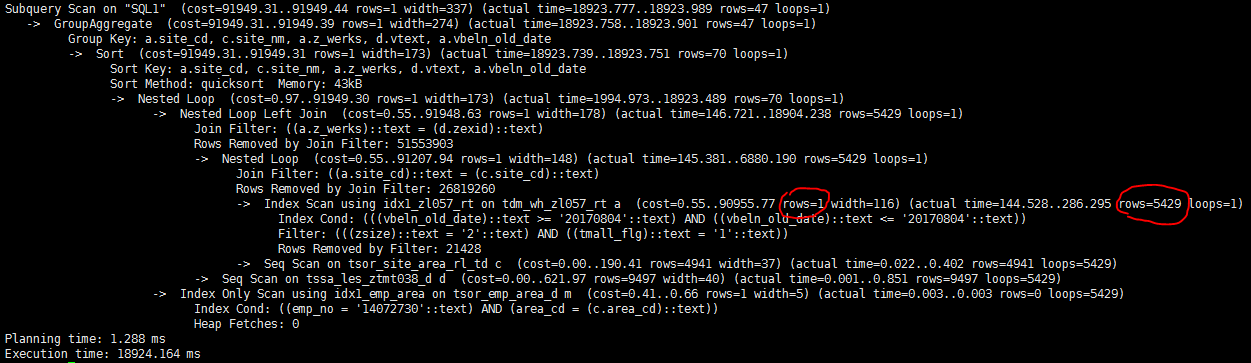 Subquery Scan on "SQL1"  (cost=91949.31..91949.44 rows=1 width=337) (actual time=18923.777..18923.989 rows=47 loops=1)
->  GroupAggregate  (cost=91949.31..91949.39 rows=1 width=274) (actual time=18923.758..18923.901 rows=47 loops=1)
Group Key: a.site_cd, c.site_nm, a.z_werks, d.vtext, a.vbeln_old_date
->  Sort  (cost=91949.31..91949.31 rows=1 width=173) (actual time=18923.739..18923.751 rows=70 loops=1)
Sort Key: a.site_cd, c.site_nm, a.z_werks, d.vtext, a.vbeln_old_date
Sort Method: quicksort  Memory: 43kB
->  Nested Loop  (cost=0.97..91949.30 rows=1 width=173) (actual time=1994.973..18923.489 rows=70 loops=1)
->  Nested Loop Left Join  (cost=0.55..91948.63 rows=1 width=178) (actual time=146.721..18904.238 rows=5429 loops=1)
Join Filter: ((a.z_werks)::text = (d.zexid)::text)
Rows Removed by Join Filter: 51553903
->  Nested Loop  (cost=0.55..91207.94 rows=1 width=148) (actual time=145.381..6880.190 rows=5429 loops=1)
Join Filter: ((a.site_cd)::text = (c.site_cd)::text)
Rows Removed by Join Filter: 26819260
->  Index Scan using idx1_zl057_rt on tdm_wh_zl057_rt a  (cost=0.55..90955.77 rows=1 width=116) (actual time=144.528..286.295 rows=5429 loops=1)
Index Cond: (((vbeln_old_date)::text >= '20170804'::text) AND ((vbeln_old_date)::text <= '20170804'::text))
Filter: (((zsize)::text = '2'::text) AND ((tmall_flg)::text = '1'::text))
Rows Removed by Filter: 21428
->  Seq Scan on tsor_site_area_rl_td c  (cost=0.00..190.41 rows=4941 width=37) (actual time=0.022..0.402 rows=4941 loops=5429)
->  Seq Scan on tssa_les_ztmt038_d d  (cost=0.00..621.97 rows=9497 width=40) (actual time=0.001..0.851 rows=9497 loops=5429)
->  Index Only Scan using idx1_emp_area on tsor_emp_area_d m  (cost=0.41..0.66 rows=1 width=5) (actual time=0.003..0.003 rows=0 loops=5429)
Index Cond: ((emp_no = '14072730'::text) AND (area_cd = (c.area_cd)::text))
Heap Fetches: 0
Planning time: 1.288 ms
Execution time: 18924.164 ms